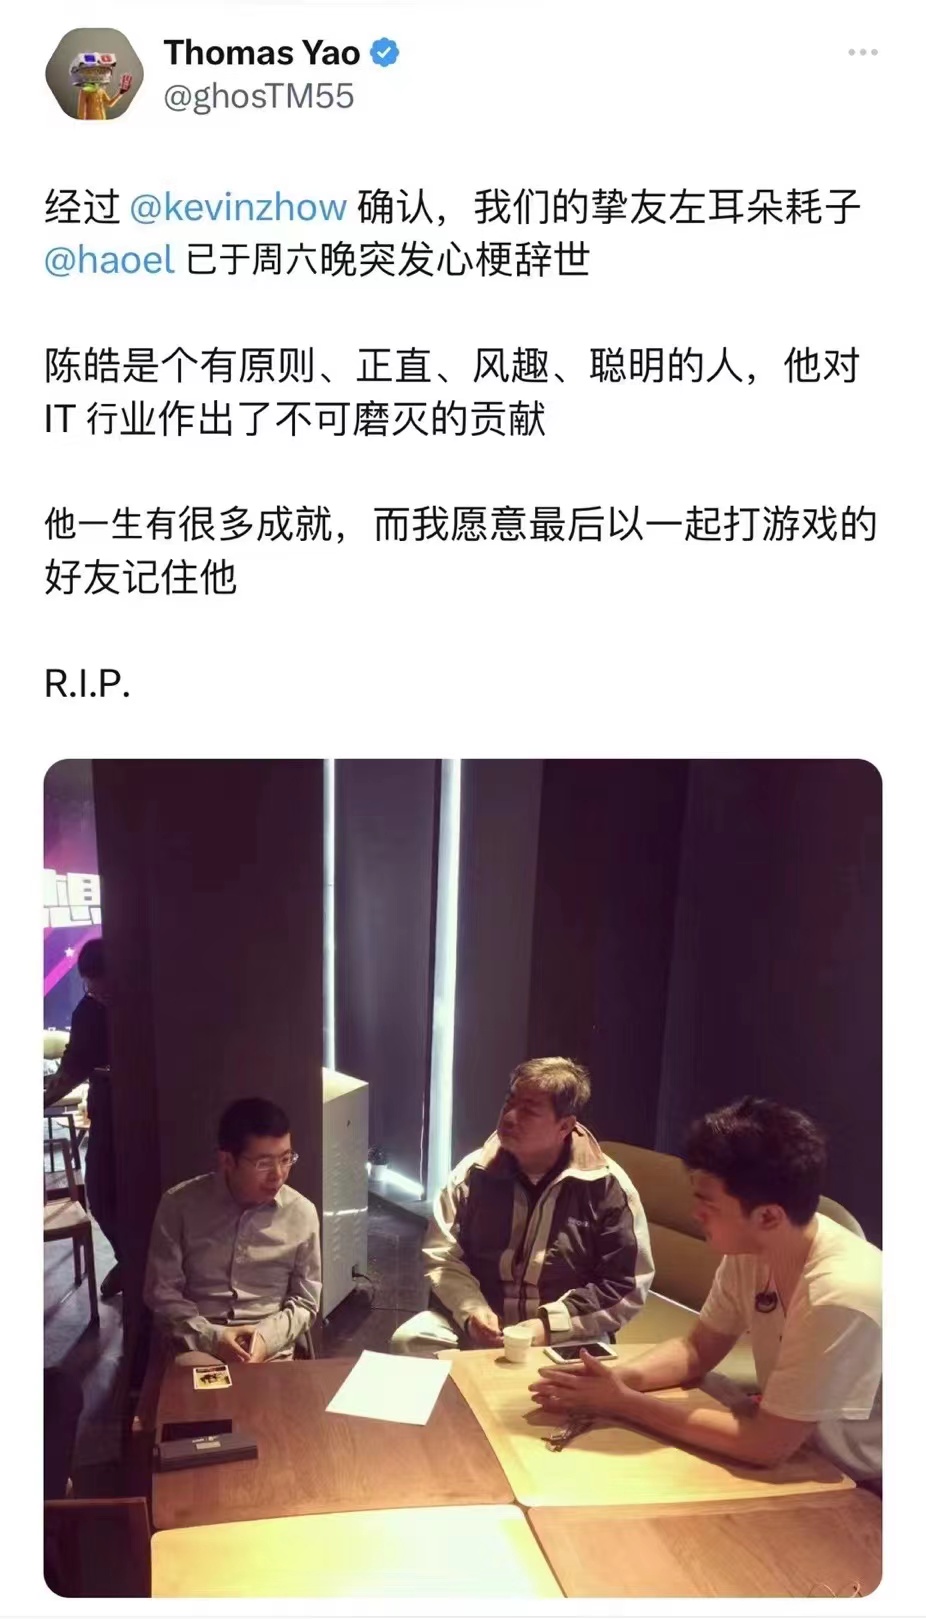 Thomas Yao
@ghosTM55
经过 @kevinzhow 确认，我们的挚友左耳朵耗子
@haoel 已于周六晚突发心梗辞世
陈皓是个有原则、正直、风趣、聪明的人，他对
IT 行业作出了不可磨灭的贡献
他一生有很多成就，而我愿意最后以一起打游戏的
好友记住他
R.I.P.